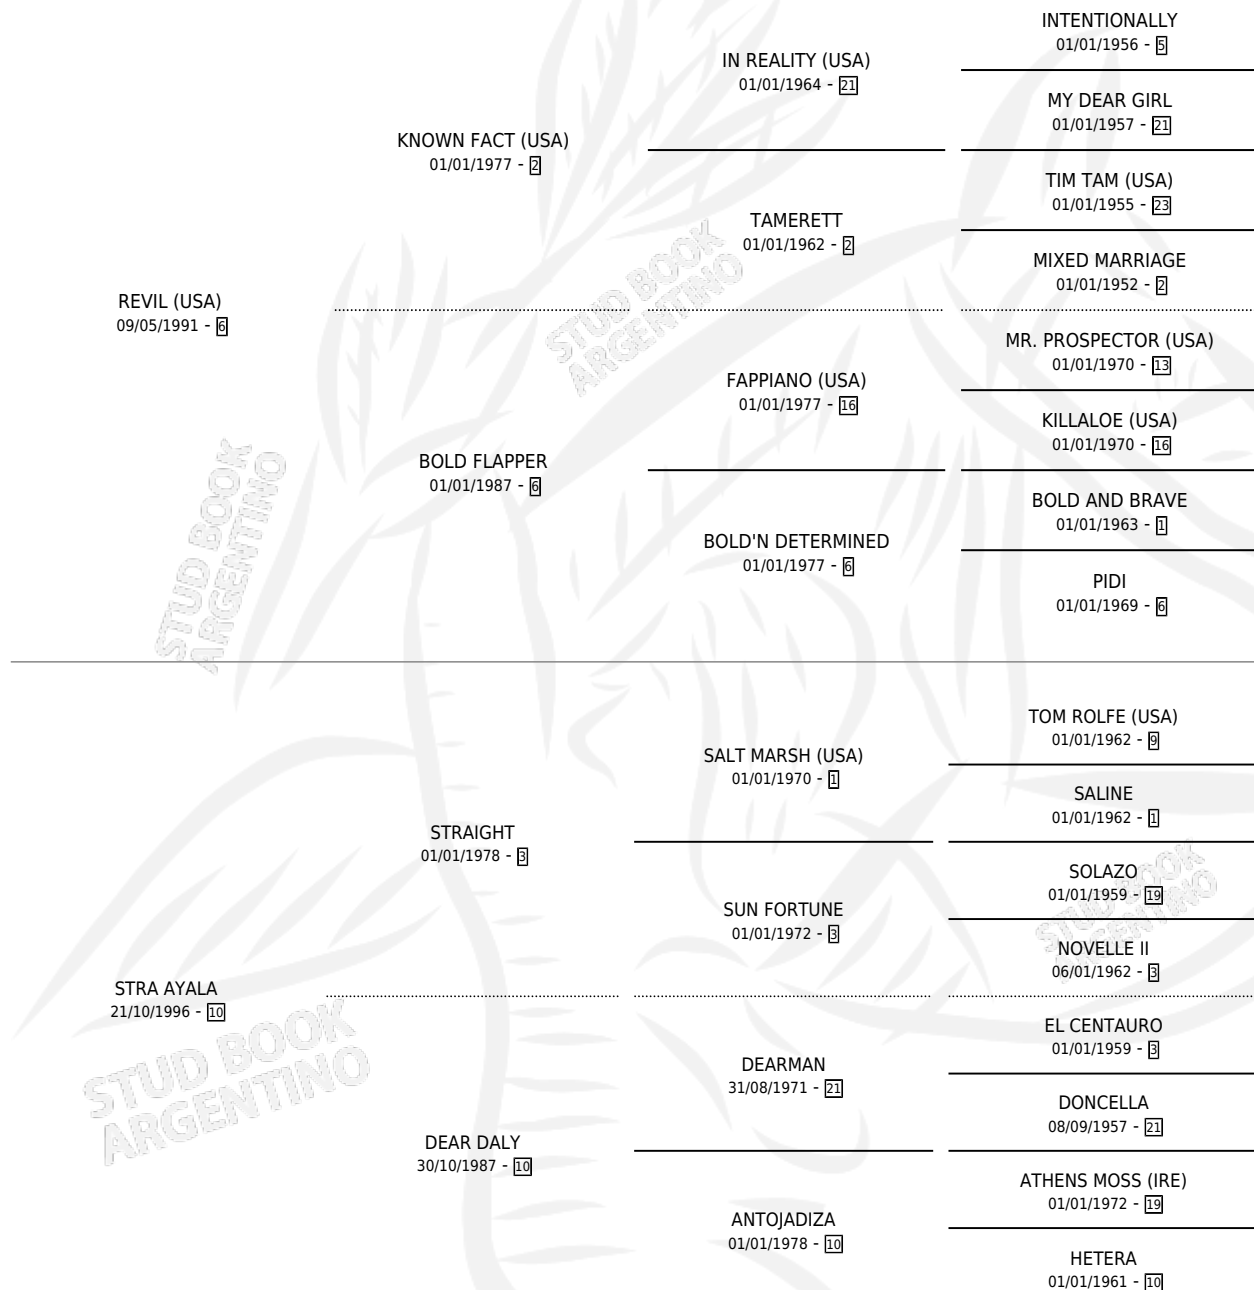 INTENTIONALLY
01/01/1956 - 5
IN REALITY (USA)
01/01/1964 - 21
MY DEAR GIRL
01/01/1957 - 21
KNOWN FACT (USA)
01/01/1977 - 2
TIM TAM (USA)
01/01/1955 - 23
TAMERETT
01/01/1962 - 2
MIXED MARRIAGE
01/01/1952 - 2
REVIL (USA)
09/05/1991 - 6
MR. PROSPECTOR (USA)
01/01/1970 - 13
FAPPIANO (USA)
01/01/1977 - 16
KILLALOE (USA)
01/01/1970 - 16
BOLD FLAPPER
01/01/1987 - 6
BOLD AND BRAVE
01/01/1963 - 1
BOLD'N DETERMINED
01/01/1977 - 6
PIDI
01/01/1969 - 6
TOM ROLFE (USA)
01/01/1962 - 9
SALT MARSH (USA)
01/01/1970 - 1
SALINE
01/01/1962 - 1
STRAIGHT
01/01/1978 - 3
SOLAZO
01/01/1959 - 19
SUN FORTUNE
01/01/1972 - 3
NOVELLE II
06/01/1962 - 3
STRA AYALA
21/10/1996 - 10
EL CENTAURO
01/01/1959 - 3
DEARMAN
31/08/1971 - 21
DONCELLA
08/09/1957 - 21
DEAR DALY
30/10/1987 - 10
ATHENS MOSS (IRE)
01/01/1972 - 19
ANTOJADIZA
01/01/1978 - 10
HETERA
01/01/1961 - 10
STUD BOOK
ARGENTINO
STUD BOOK
ARGENTINO
STUD BOOK
ARGENTINO
STUD BOOK
ARGENTINO